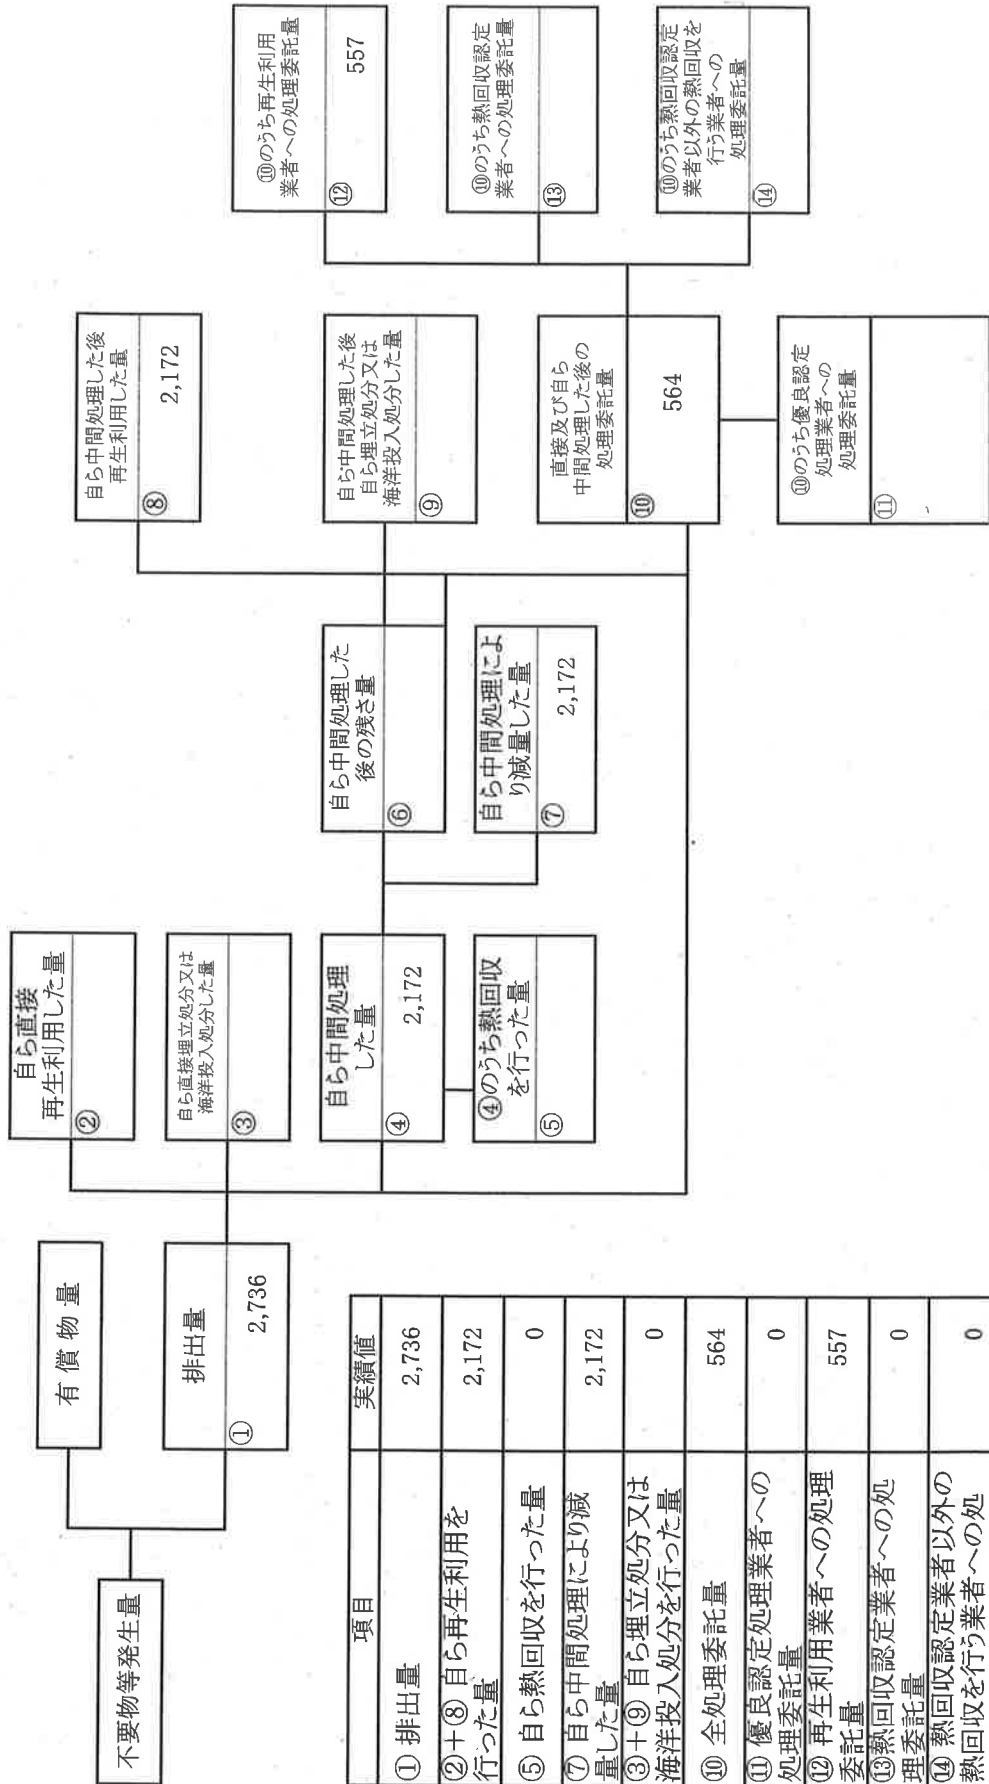 不要物等発生量
有 償 物 量
排出量
①
2,736
自ら直接
再生利用した量
②
自ら直接埋立処分又は
海洋投入処分した量
③
自ら中間処理
した量
④
2,172
④のうち熱回収
を行った量
⑤
自ら中間処理した
後の残さ量
⑥
自ら中間処理によ
り減量した量
⑦
2,172
自ら中間処理した後
再生利用した量
⑧
2,172
自ら中間処理した後
自ら埋立処分又は
海洋投入処分した量
⑨
直接及び自ら
中間処理した後の
処理委託量
⑩
564
⑩のうち優良認定
処理業者への
処理委託量
⑪
⑩のうち再生利用
業者への処理委託量
⑫
557
⑩のうち熱回収認定
業者への処理委託量
⑬
⑩のうち熱回収認定
業者以外の熱回収を
行う業者への
処理委託量
⑭
項目 実績値
① 排出量 2,736
②+⑧ 自ら再生利用を
行った量 2,172
⑤ 自ら熱回収を行った量 0
⑦ 自ら中間処理により減
量した量 2,172
③+⑨ 自ら埋立処分又は
海洋投入処分を行った量 0
⑩ 全処理委託量 564
⑪ 優良認定処理業者への
処理委託量 0
⑫ 再生利用業者への処理
委託量 557
⑬熱回収認定業者への処
理委託量 0
⑭ 熱回収認定業者以外の
熱回収を行う業者への処 0